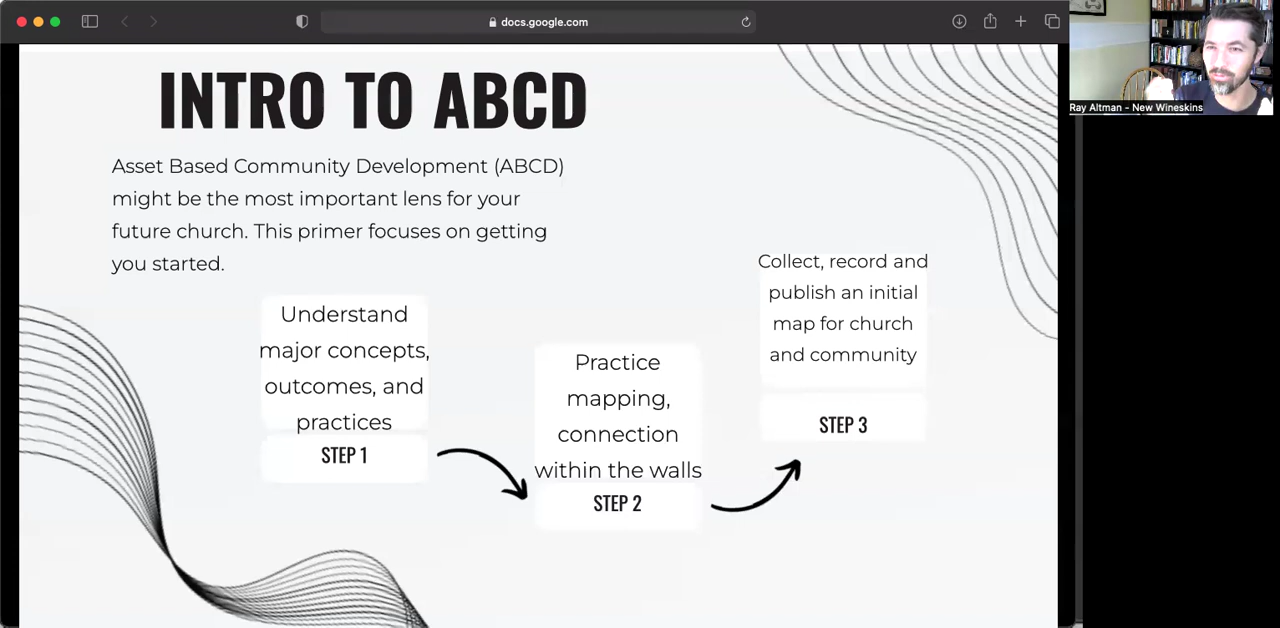 docs.google.com
Ray Altman - New Wineskins
INTRO TO ABCD
Asset Based Community Development (ABCD)
might be the most important lens for your
future church. This primer focuses on getting
you started.
Understand
major concepts,
outcomes, and
practices
STEP 1
Practice
mapping,
connection
within the walls
STEP 2
Collect, record and
publish an initial
map for church
and community
STEP 3